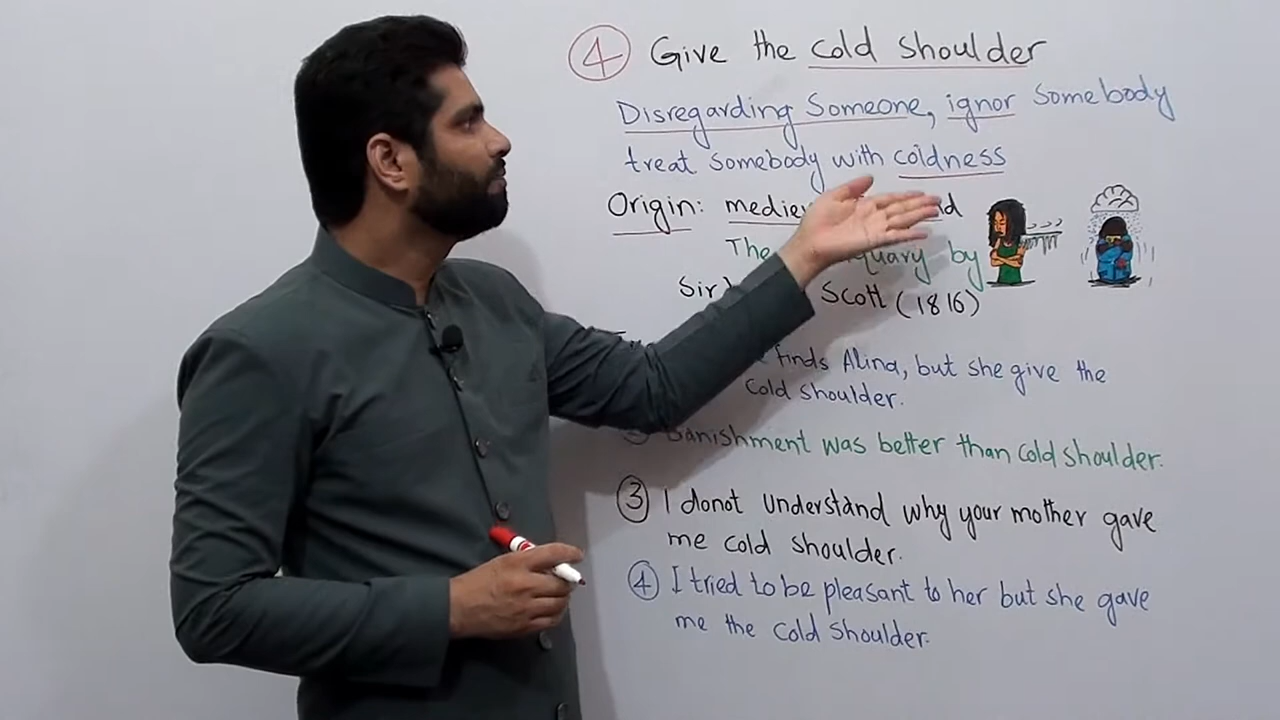 4 Give the cold shoulder
Disregarding Someone, ignor Somebody
treat somebody with coldness
Origin:
The by
Sir Scott (1816)
finds Alina, but she give the
cold shoulder.
Banishment was better than cold shoulder.
3 I donot understand why your mother gave
me cold shoulder.
4 I tried to be pleasant to her but she gave
me the cold shoulder.